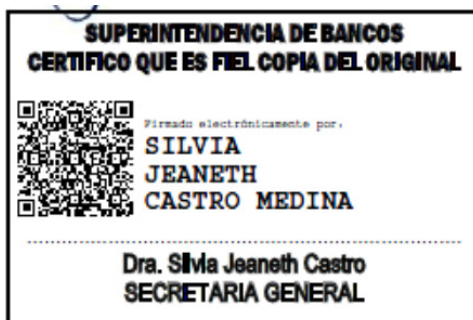 SUPERINTENDENCIA DE BANCOS
CERTIFICO QUE ES FIEL COPIA DEL ORIGINAL
Firmado electrónicamente por:
SILVIA
JEANETH
CASTRO MEDINA
Dra. Silvia Jeaneth Castro
SECRETARIA GENERAL